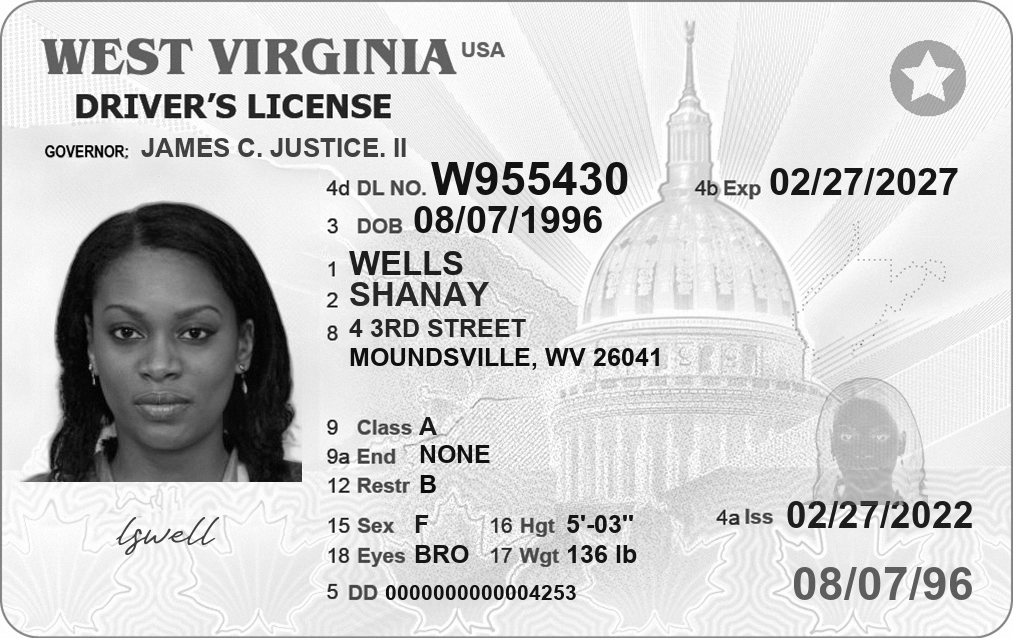 WEST VIRGINIA USA
DRIVER'S LICENSE
GOVERNOR; JAMES C. JUSTICE. II
4d DL NO. W955430 4b Exp 02/27/2027
3 DOB 08/07/1996
1 WELLS
2 SHANAY
8 4 3RD STREET
MOUNDSVILLE, WV 26041
9 Class A
9a End NONE
12 Restr B
15 Sex F 16 Hgt 5'-03" 4a Iss 02/27/2022
18 Eyes BRO 17 Wgt 136 lb
5 DD 0000000000004253
08/07/96
lswell